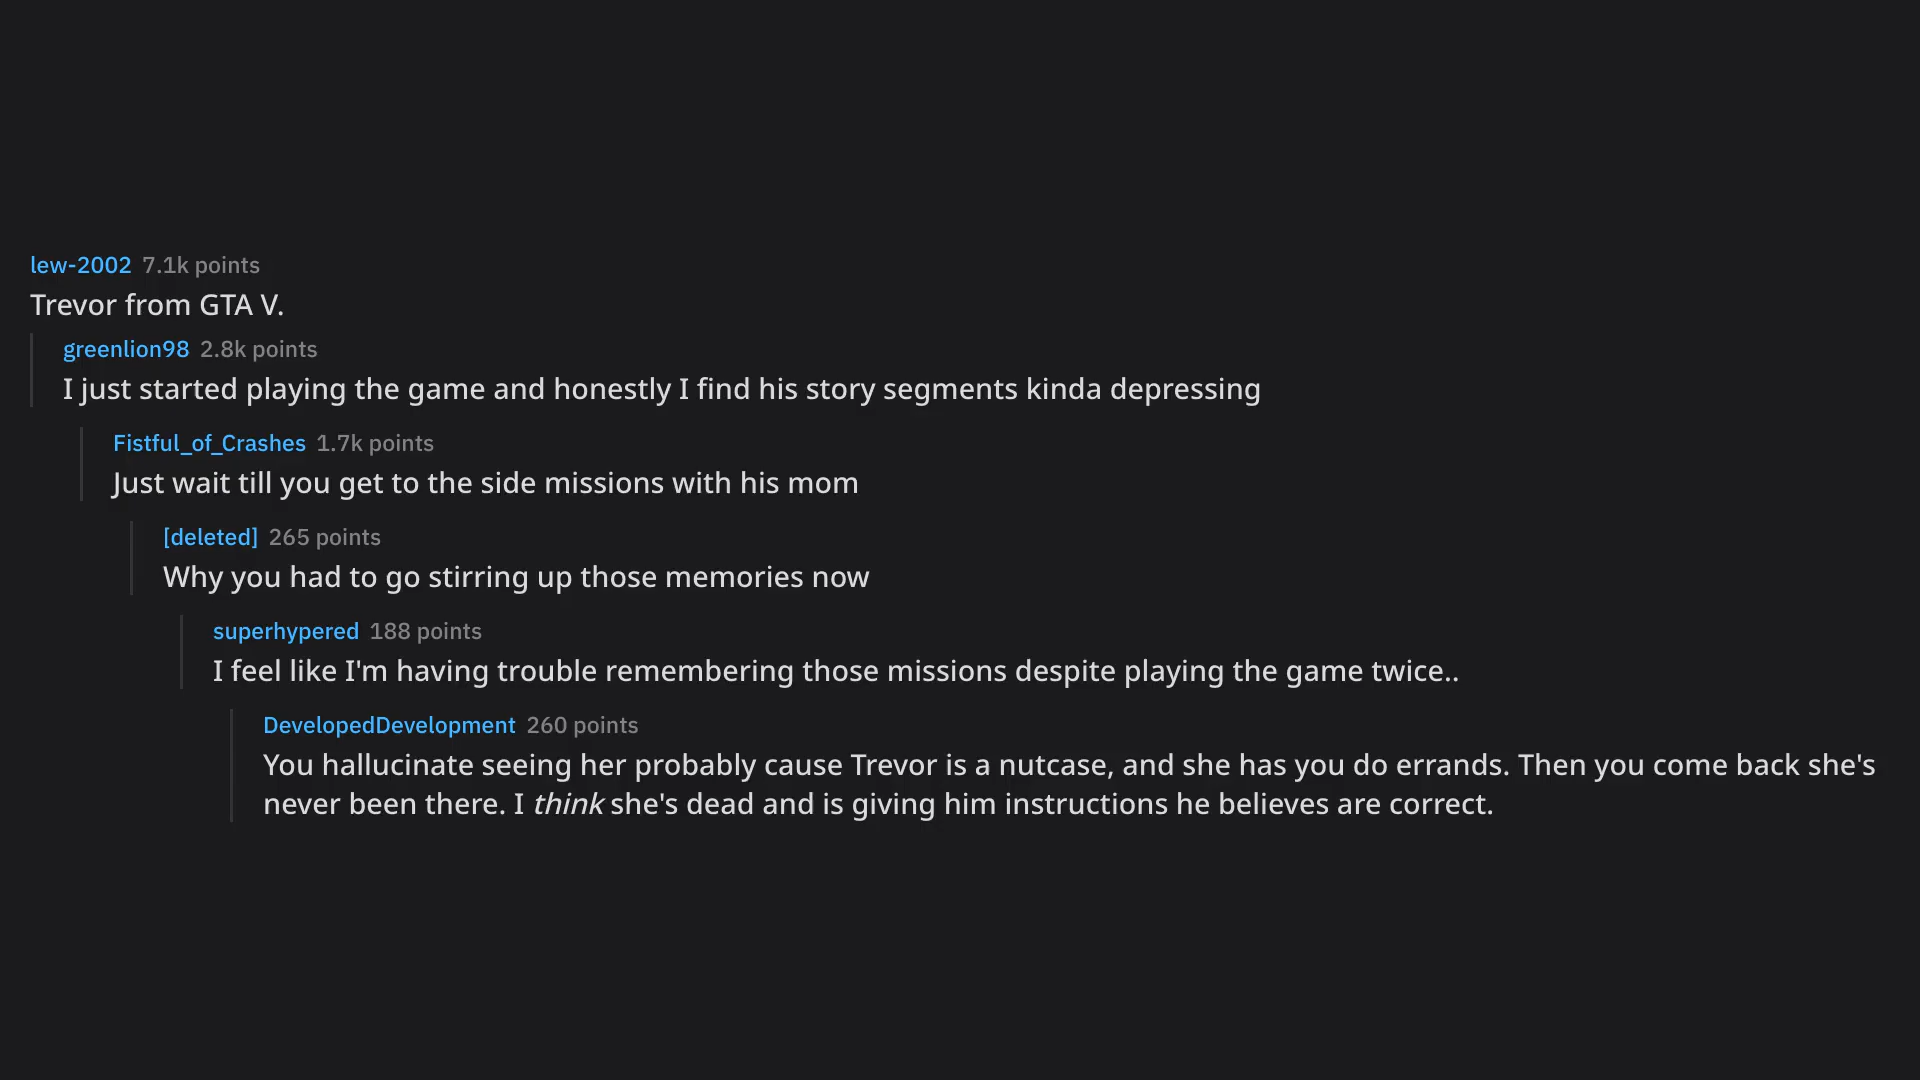 lew-2002 7.1k points
Trevor from GTA V.
greenlion98 2.8k points
I just started playing the game and honestly I find his story segments kinda depressing
Fistful_of_Crashes 1.7k points
Just wait till you get to the side missions with his mom
[deleted] 265 points
Why you had to go stirring up those memories now
superhypered 188 points
I feel like I'm having trouble remembering those missions despite playing the game twice..
DevelopedDevelopment 260 points
You hallucinate seeing her probably cause Trevor is a nutcase, and she has you do errands. Then you come back she's
never been there. I think she's dead and is giving him instructions he believes are correct.